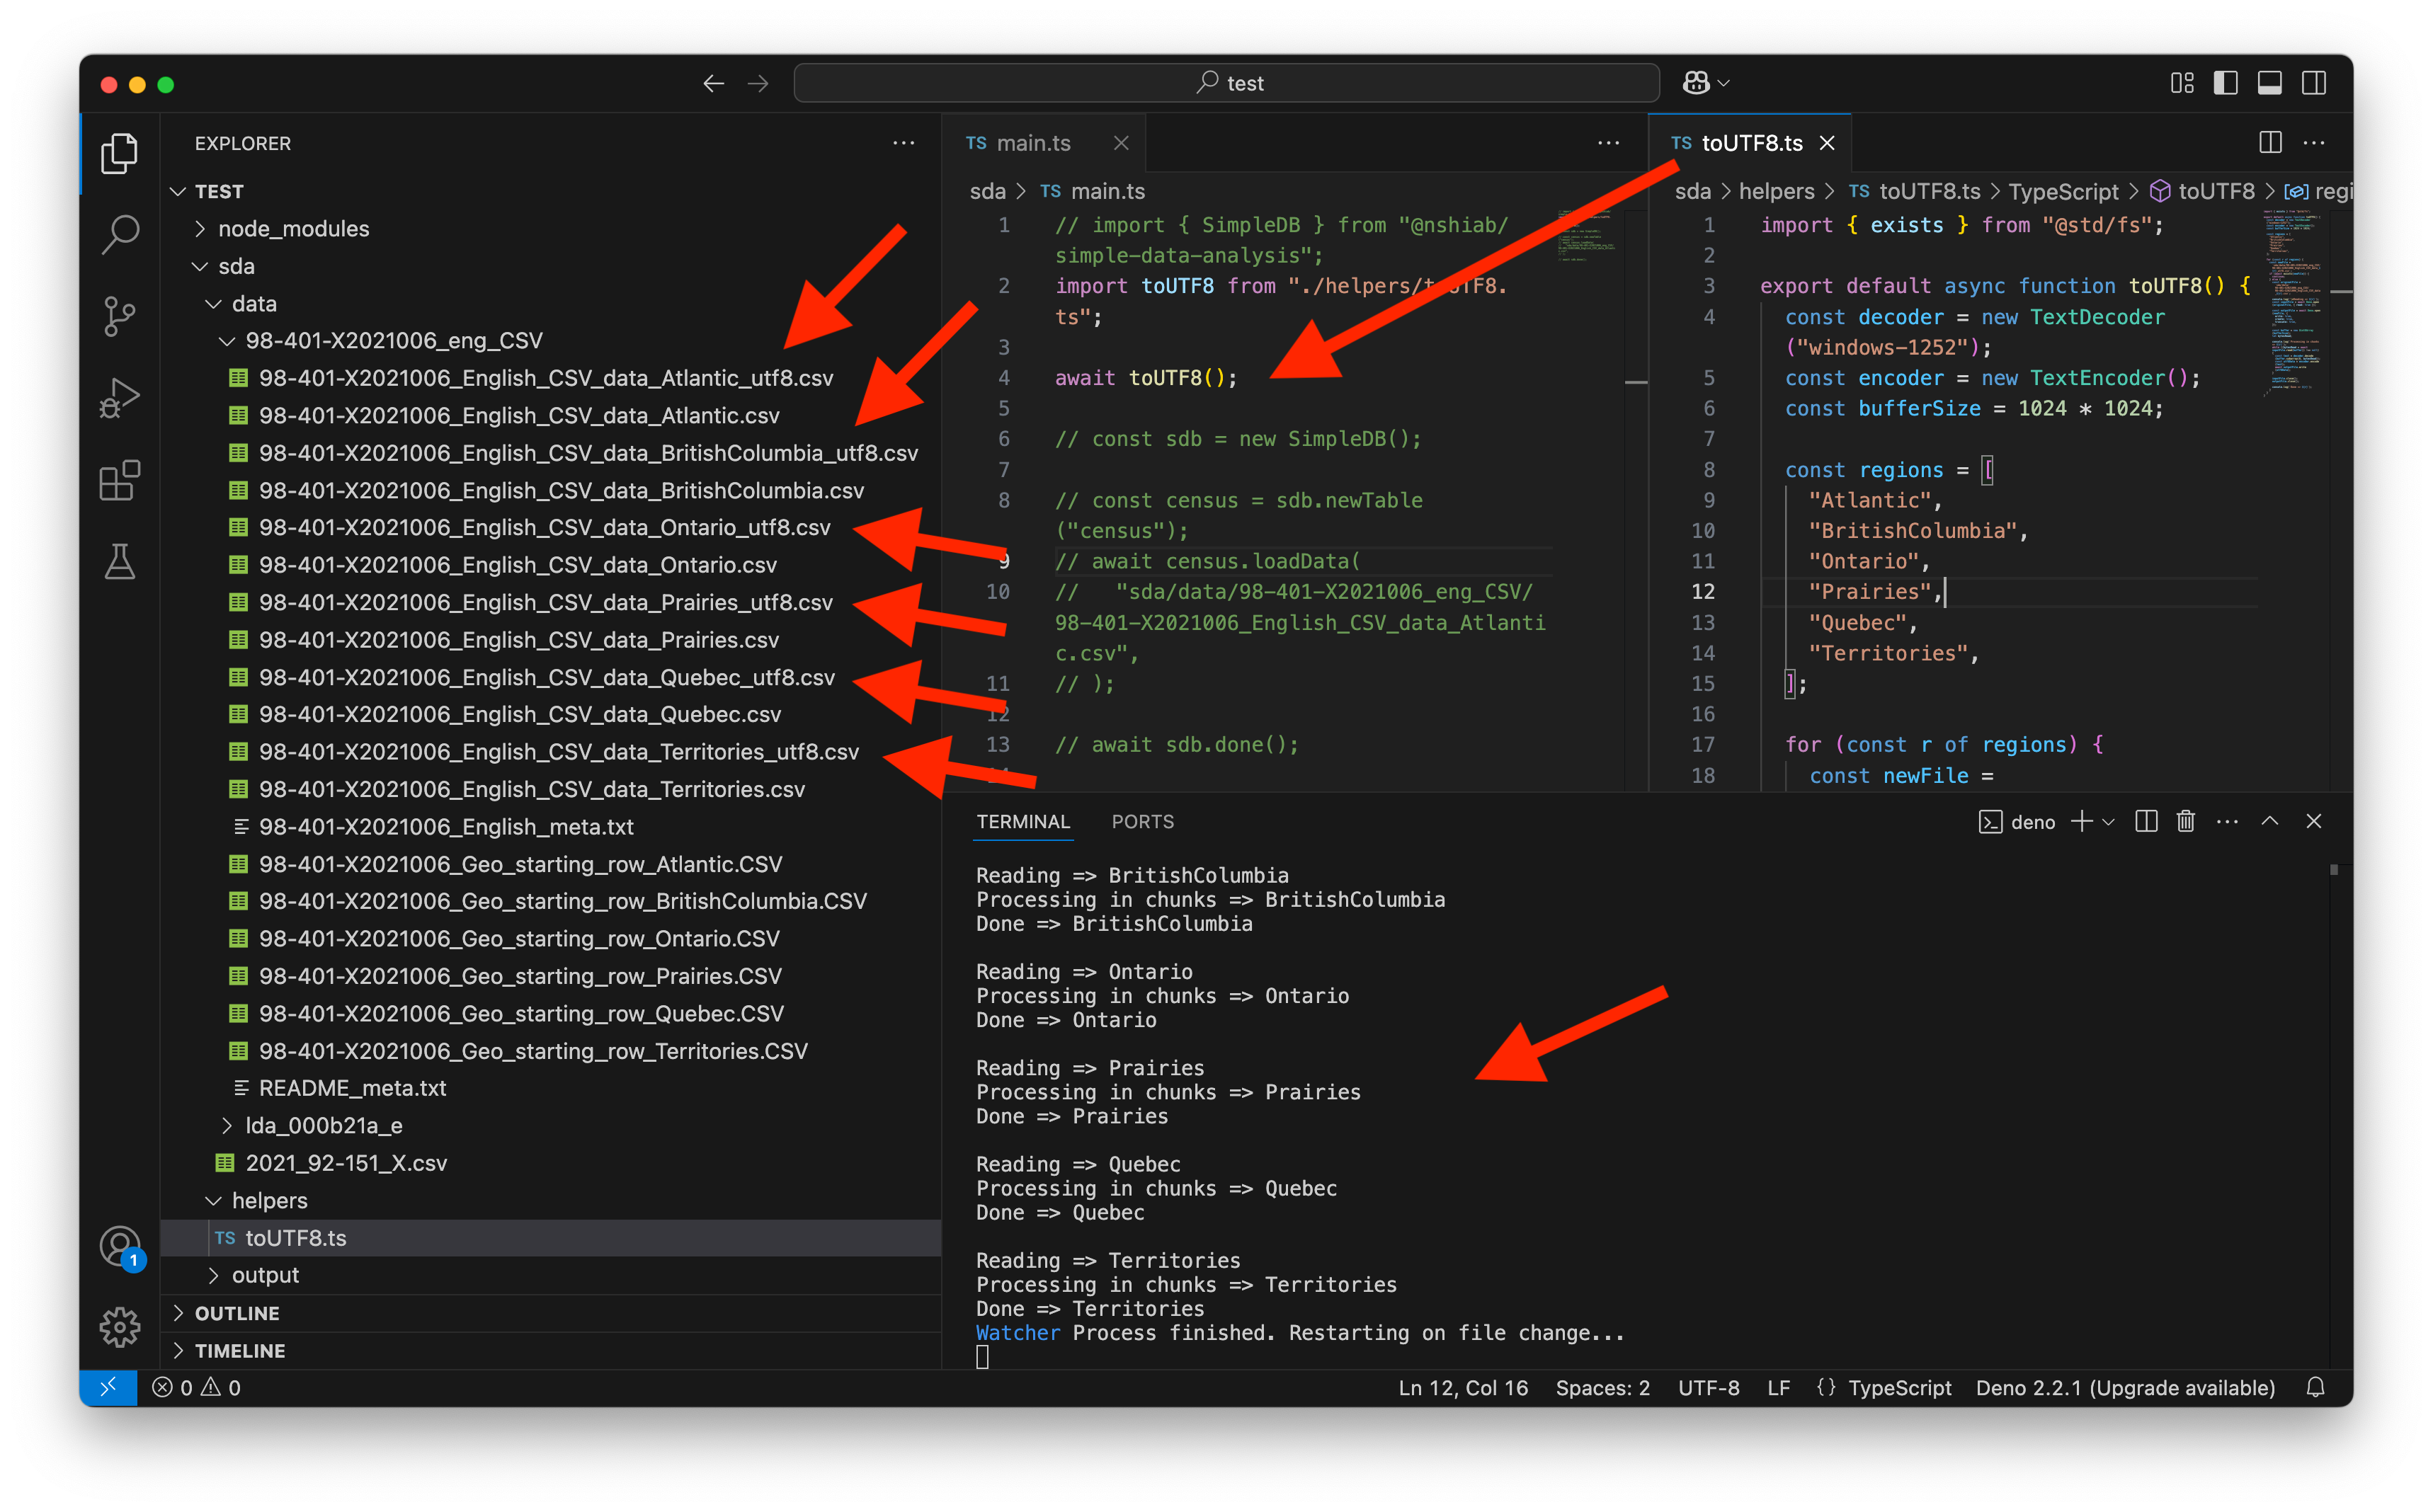 test
EXPLORER
TEST
node_modules
sda
data
98-401-X2021006_eng_CSV
98-401-X2021006_English_CSV_data_Atlantic_utf8.csv
98-401-X2021006_English_CSV_data_Atlantic.csv
98-401-X2021006_English_CSV_data_BritishColumbia_utf8.csv
98-401-X2021006_English_CSV_data_BritishColumbia.csv
98-401-X2021006_English_CSV_data_Ontario_utf8.csv
98-401-X2021006_English_CSV_data_Ontario.csv
98-401-X2021006_English_CSV_data_Prairies_utf8.csv
98-401-X2021006_English_CSV_data_Prairies.csv
98-401-X2021006_English_CSV_data_Quebec_utf8.csv
98-401-X2021006_English_CSV_data_Quebec.csv
98-401-X2021006_English_CSV_data_Territories_utf8.csv
98-401-X2021006_English_CSV_data_Territories.csv
98-401-X2021006_English_meta.txt
98-401-X2021006_Geo_starting_row_Atlantic.CSV
98-401-X2021006_Geo_starting_row_BritishColumbia.CSV
98-401-X2021006_Geo_starting_row_Ontario.CSV
98-401-X2021006_Geo_starting_row_Prairies.CSV
98-401-X2021006_Geo_starting_row_Quebec.CSV
98-401-X2021006_Geo_starting_row_Territories.CSV
README_meta.txt
lda_000b21a_e
2021_92-151_X.csv
helpers
TS toUTF8.ts
output
OUTLINE
TIMELINE
1
TS main.ts
sda > TS main.ts
1 // import { SimpleDB } from "@nshiab/
simple-data-analysis";
2 import toUTF8 from "./helpers/toUTF8.
ts";
3
4 await toUTF8();
5
6 // const sdb = new SimpleDB();
7
8 // const census = sdb.newTable
("census");
9 // await census.loadData(
10 //   "sda/data/98-401-X2021006_eng_CSV/
98-401-X2021006_English_CSV_data_Atlanti
c.csv",
11 // );
12
13 // await sdb.done();
14
TS toUTF8.ts
sda > helpers > TS toUTF8.ts > TypeScript > toUTF8 > regi
1 import { exists } from "@std/fs";
2
3 export default async function toUTF8() {
4 const decoder = new TextDecoder
("windows-1252");
5 const encoder = new TextEncoder();
6 const bufferSize = 1024 * 1024;
7
8 const regions = [
9 "Atlantic",
10 "BritishColumbia",
11 "Ontario",
12 "Prairies",
13 "Quebec",
14 "Territories",
15 ];
16
17 for (const r of regions) {
18 const newFile =
TERMINAL PORTS
deno
Reading => BritishColumbia
Processing in chunks => BritishColumbia
Done => BritishColumbia
Reading => Ontario
Processing in chunks => Ontario
Done => Ontario
Reading => Prairies
Processing in chunks => Prairies
Done => Prairies
Reading => Quebec
Processing in chunks => Quebec
Done => Quebec
Reading => Territories
Processing in chunks => Territories
Done => Territories
Watcher Process finished. Restarting on file change...
0 0
Ln 12, Col 16 Spaces: 2 UTF-8 LF {} TypeScript Deno 2.2.1 (Upgrade available)